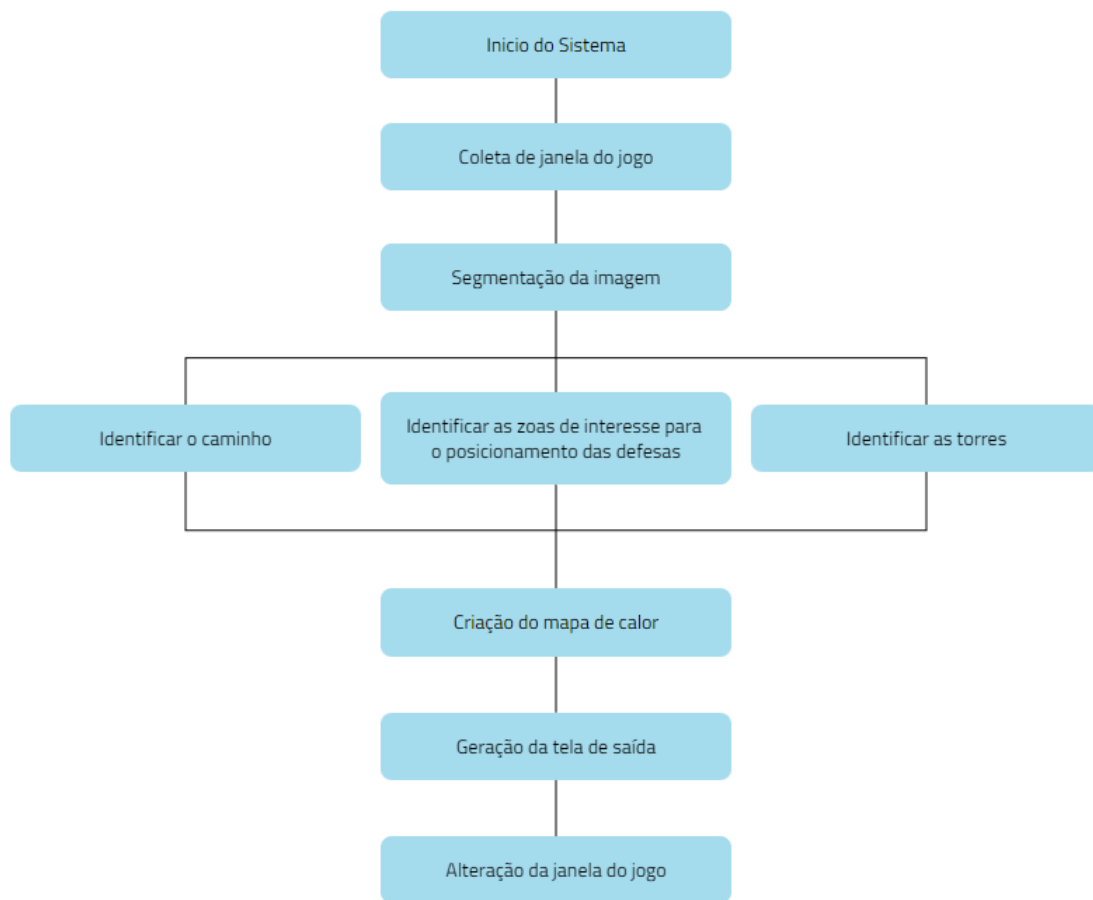 Inicio do Sistema
Coleta de janela do jogo
Segmentação da imagem
Identificar o caminho
Identificar as zoas de interesse para
o posicionamento das defesas
Identificar as torres
Criação do mapa de calor
Geração da tela de saída
Alteração da janela do jogo